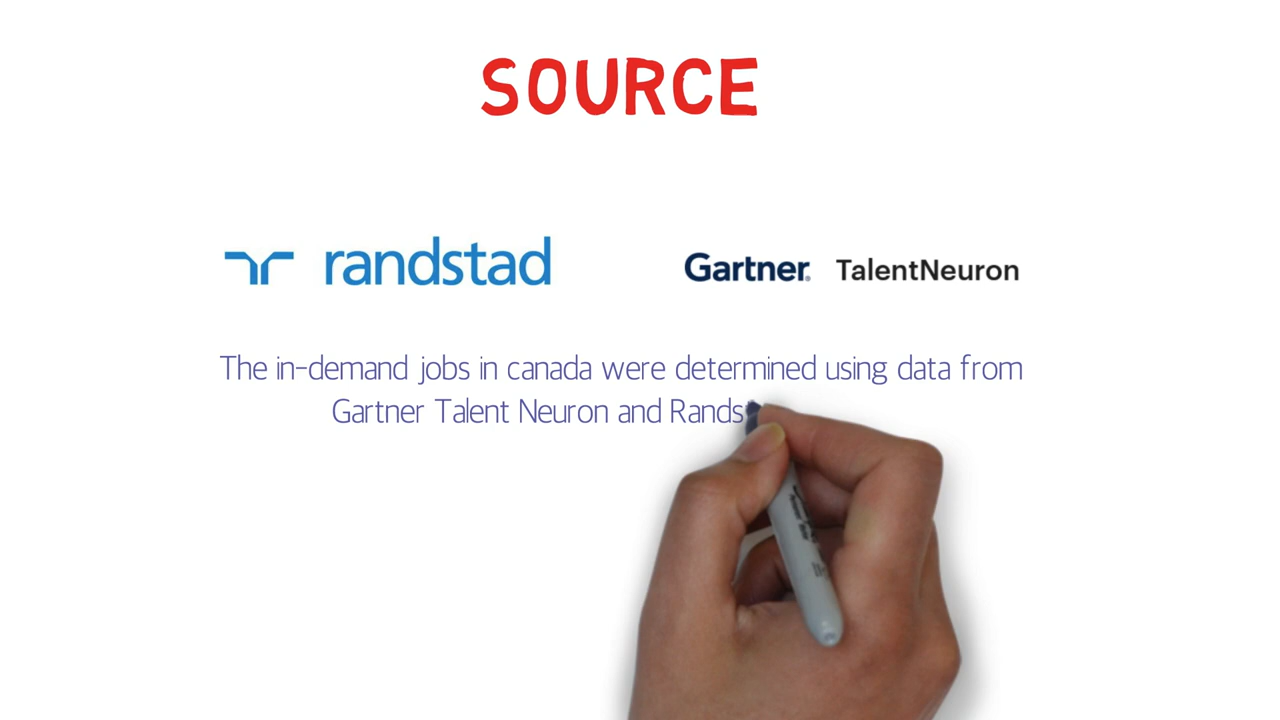 SOURCE
randstad
Gartner® TalentNeuron
The in-demand jobs in canada were determined using data from
Gartner Talent Neuron and Rands